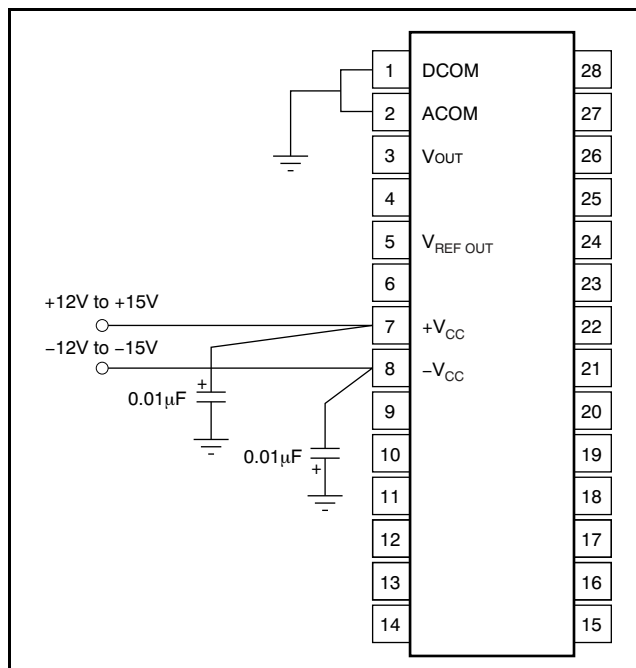 1 DCOM 28
2 ACOM 27
3 VOUT 26
4 25
5 VREF OUT 24
6 23
+12V to +15V
7 +VCC 22
−12V to −15V
8 −VCC 21
+
0.01μF
9 20
0.01μF
+
10 19
11 18
12 17
13 16
14 15